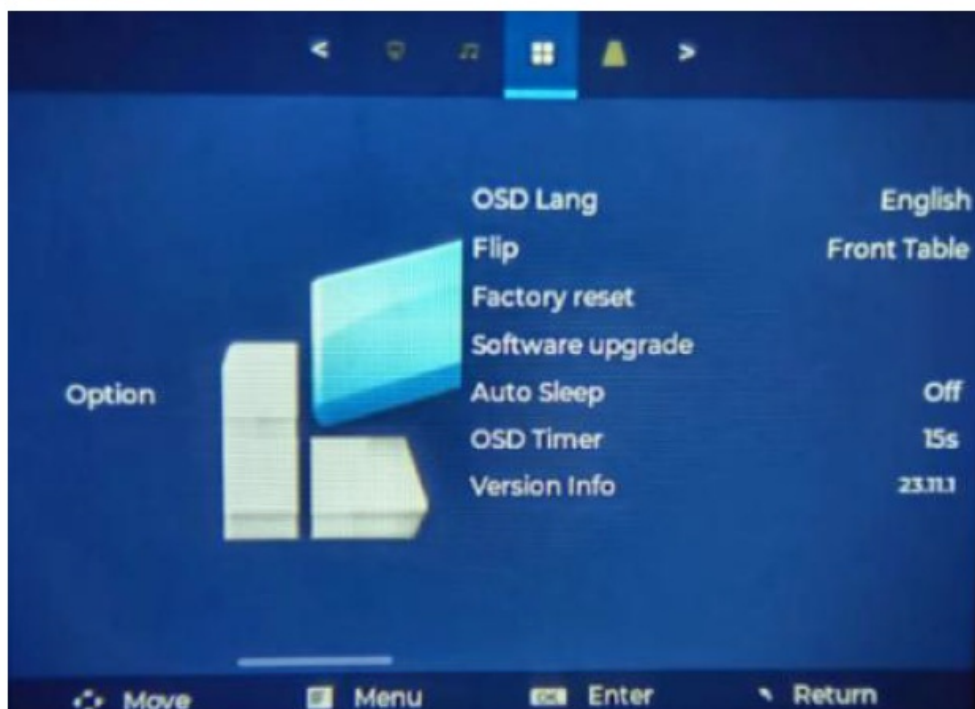 < >
OSD Lang English
Flip Front Table
Factory reset
Software upgrade
Option
Auto Sleep Off
OSD Timer 15s
Version Info 23.11.1
Move Menu OK Enter Return